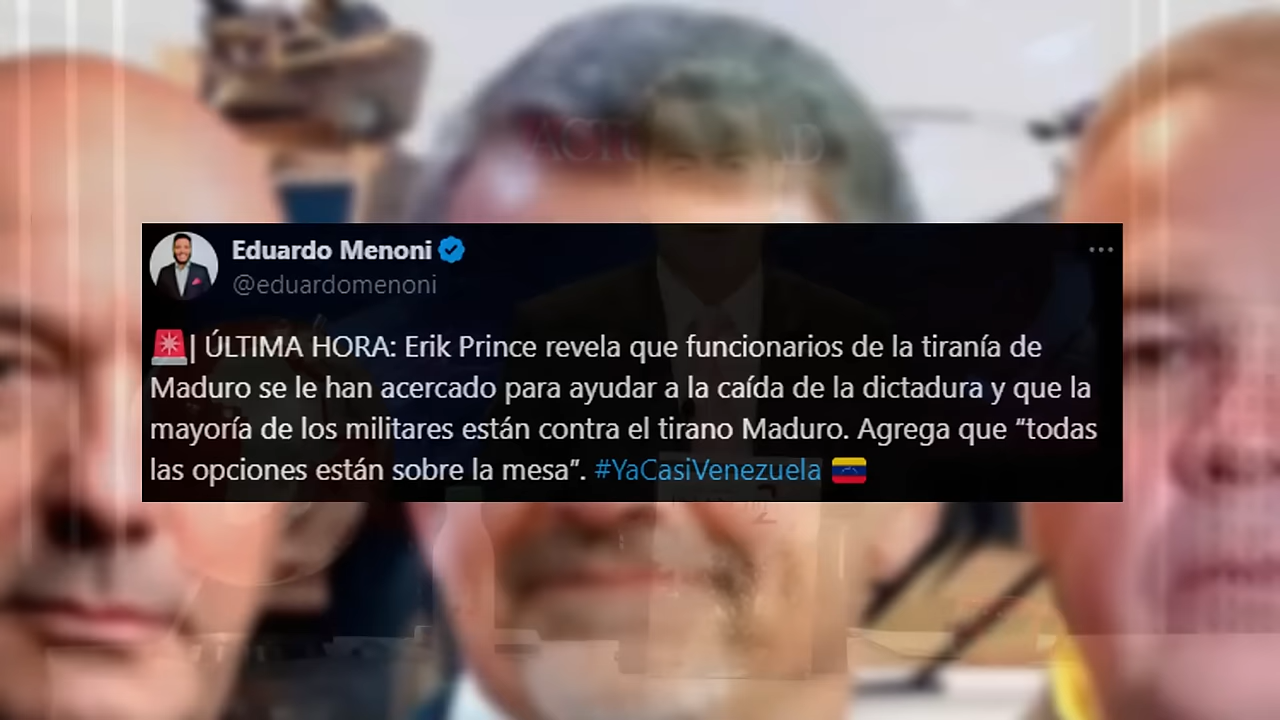 Eduardo Menoni
@eduardomenoni
| ÚLTIMA HORA: Erik Prince revela que funcionarios de la tiranía de
Maduro se le han acercado para ayudar a la caída de la dictadura y que la
mayoría de los militares están contra el tirano Maduro. Agrega que “todas
las opciones están sobre la mesa”. #YaCasiVenezuela